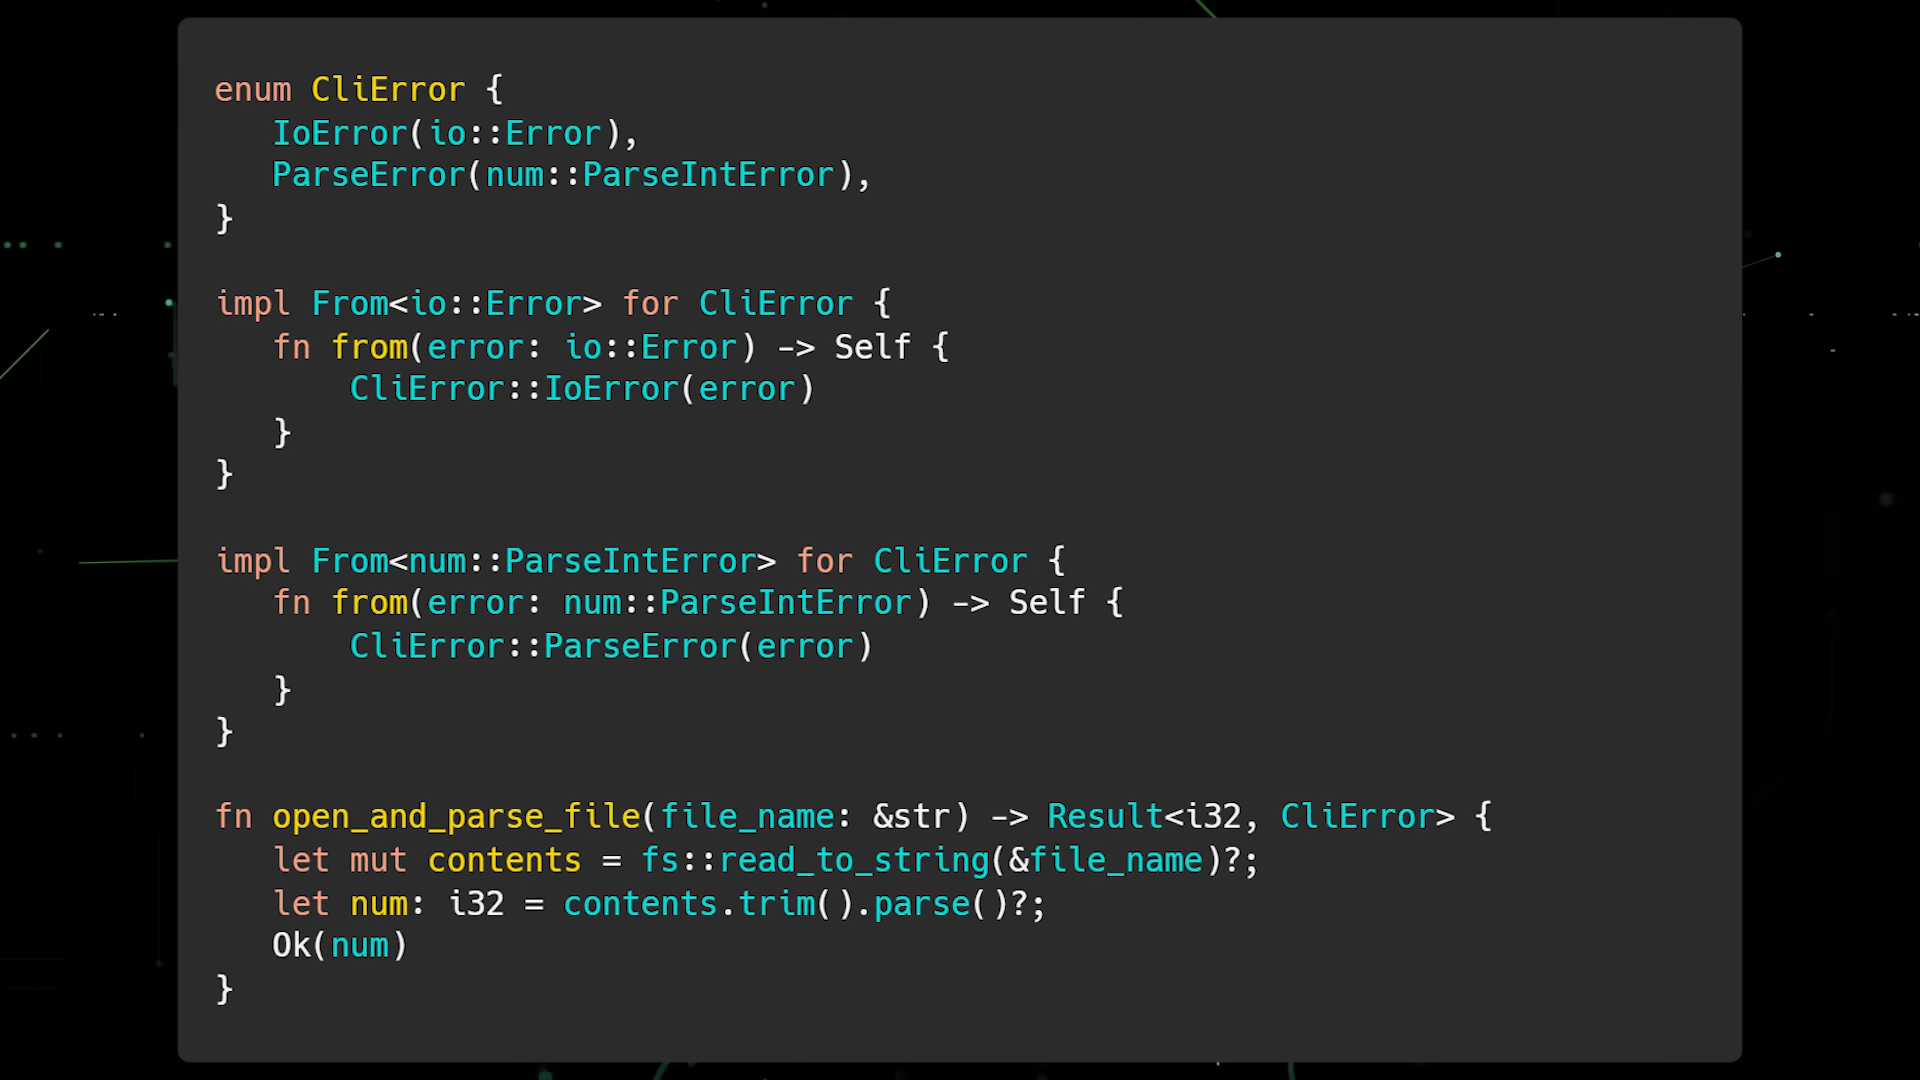 enum CliError {
   IoError(io::Error),
   ParseError(num::ParseIntError),
}

impl From<io::Error> for CliError {
   fn from(error: io::Error) -> Self {
       CliError::IoError(error)
   }
}

impl From<num::ParseIntError> for CliError {
   fn from(error: num::ParseIntError) -> Self {
       CliError::ParseError(error)
   }
}

fn open_and_parse_file(file_name: &str) -> Result<i32, CliError> {
   let mut contents = fs::read_to_string(&file_name)?;
   let num: i32 = contents.trim().parse()?;
   Ok(num)
}